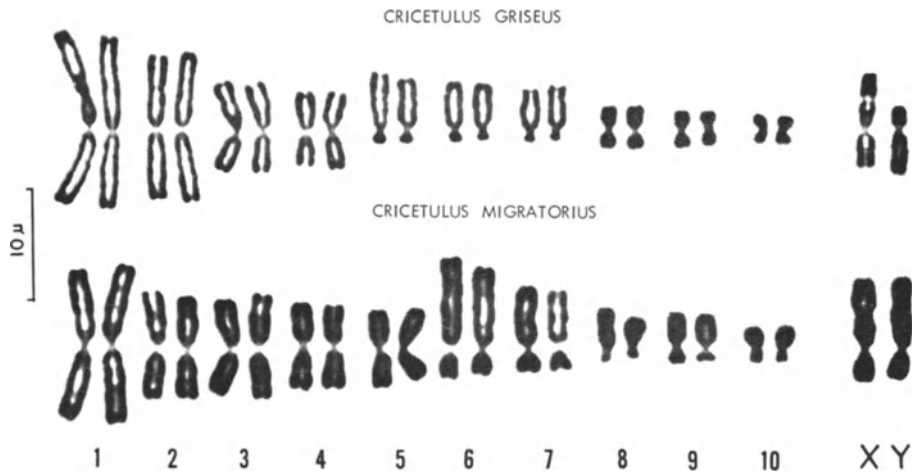 CRICETULUS GRISEUS
CRICETULUS MIGRATORIUS
10 μ
1 2 3 4 5 6 7 8 9 10 X Y